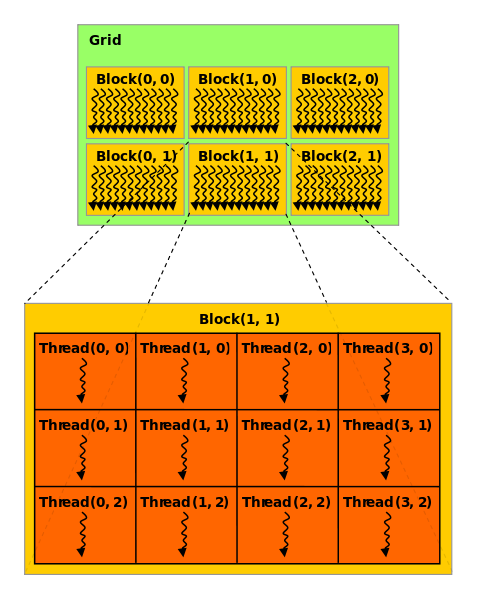 Grid
Block(0, 0) Block(1, 0) Block(2, 0)
Block(0, 1) Block(1, 1) Block(2, 1)
Block(1, 1)
Thread(0, 0) Thread(1, 0) Thread(2, 0) Thread(3, 0)
Thread(0, 1) Thread(1, 1) Thread(2, 1) Thread(3, 1)
Thread(0, 2) Thread(1, 2) Thread(2, 2) Thread(3, 2)